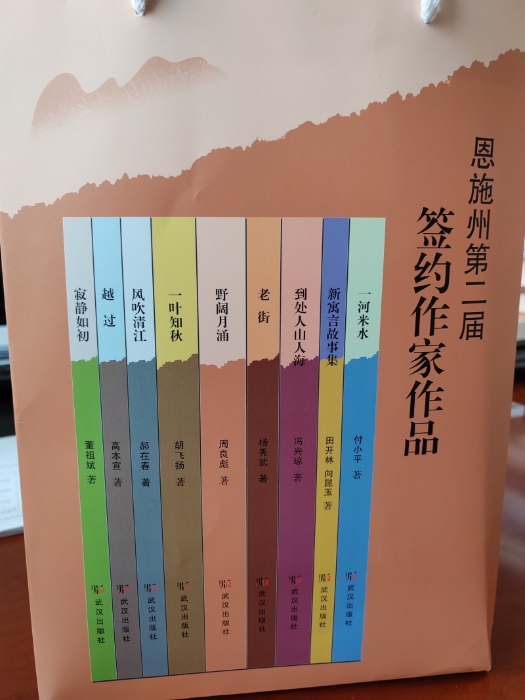 恩施州第二届
签约作家作品
一河米水
付小平 著
武汉出版社
新寓言故事集
田开林 向昆玉 著
武汉出版社
到处人山人海
冯兴琼 著
武汉出版社
老街
杨秀武 著
武汉出版社
野阔月涌
周良彪 著
武汉出版社
一叶知秋
胡飞扬 著
武汉出版社
风吹清江
郝在春 著
武汉出版社
越过
高本宣 著
武汉出版社
寂静如初
董祖斌 著
武汉出版社